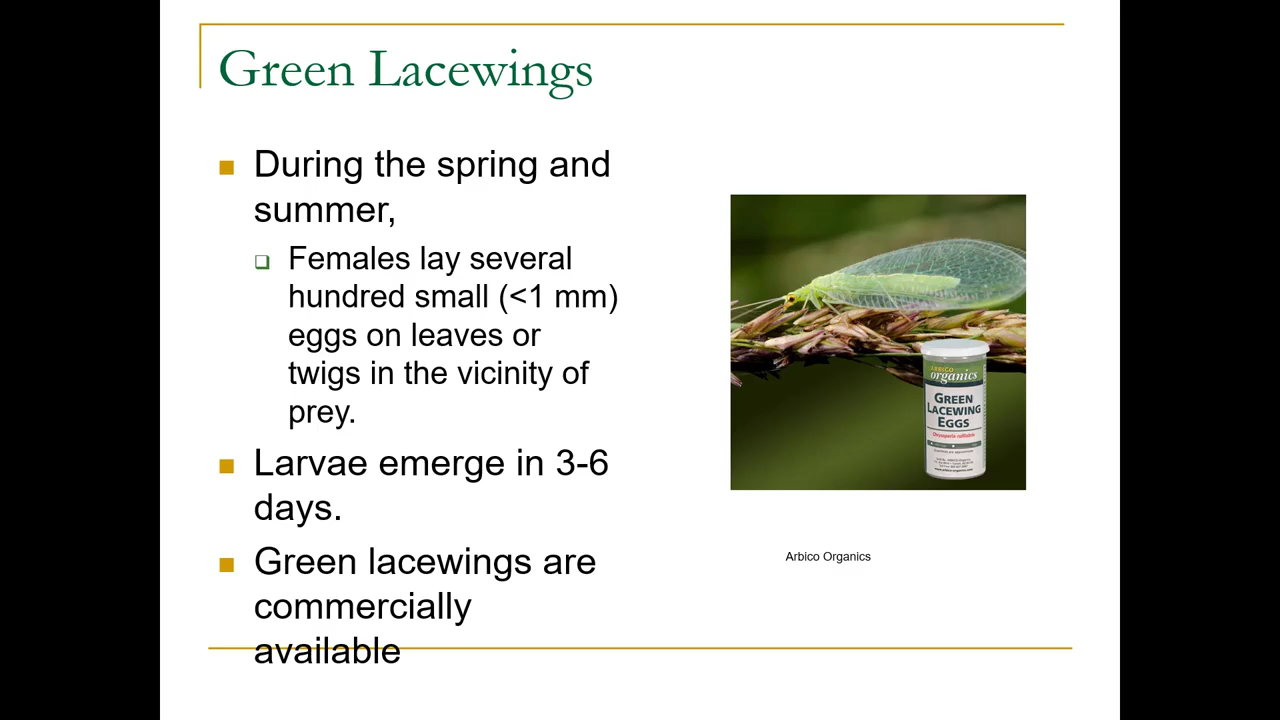 Green Lacewings
During the spring and
summer,
Females lay several
hundred small (<1 mm)
eggs on leaves or
twigs in the vicinity of
prey.
Larvae emerge in 3-6
days.
Green lacewings are
commercially
available
ARBICO
organics
GREEN
LACEWING
EGGS
Arbico Organics